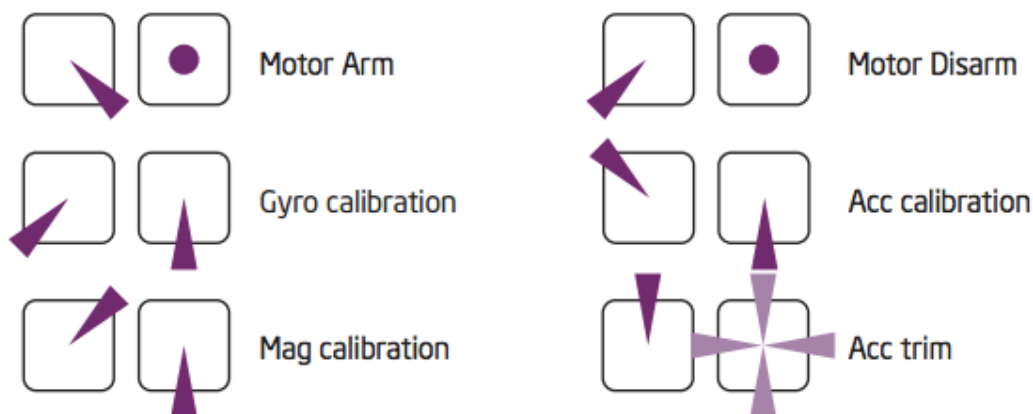 Motor Arm
Motor Disarm
Gyro calibration
Acc calibration
Mag calibration
Acc trim